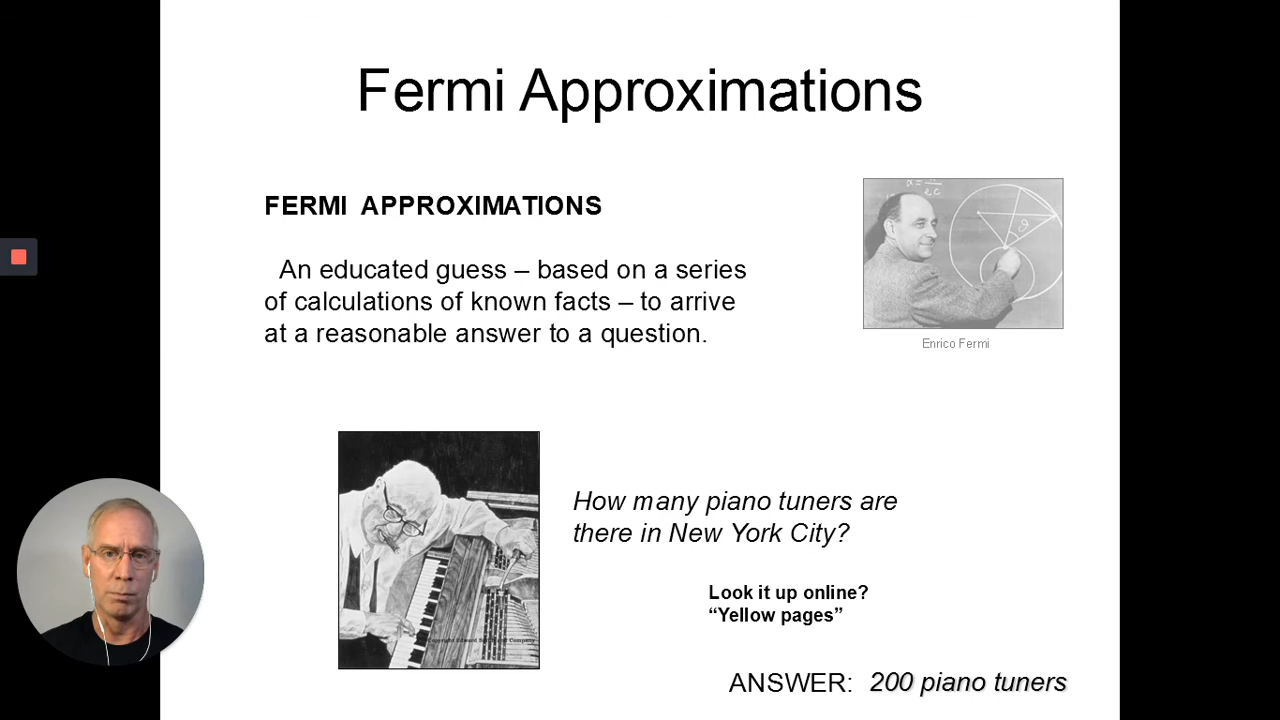 Fermi Approximations
FERMI APPROXIMATIONS
An educated guess – based on a series
of calculations of known facts – to arrive
at a reasonable answer to a question.
Enrico Fermi
How many piano tuners are
there in New York City?
Look it up online?
“Yellow pages”
ANSWER: 200 piano tuners